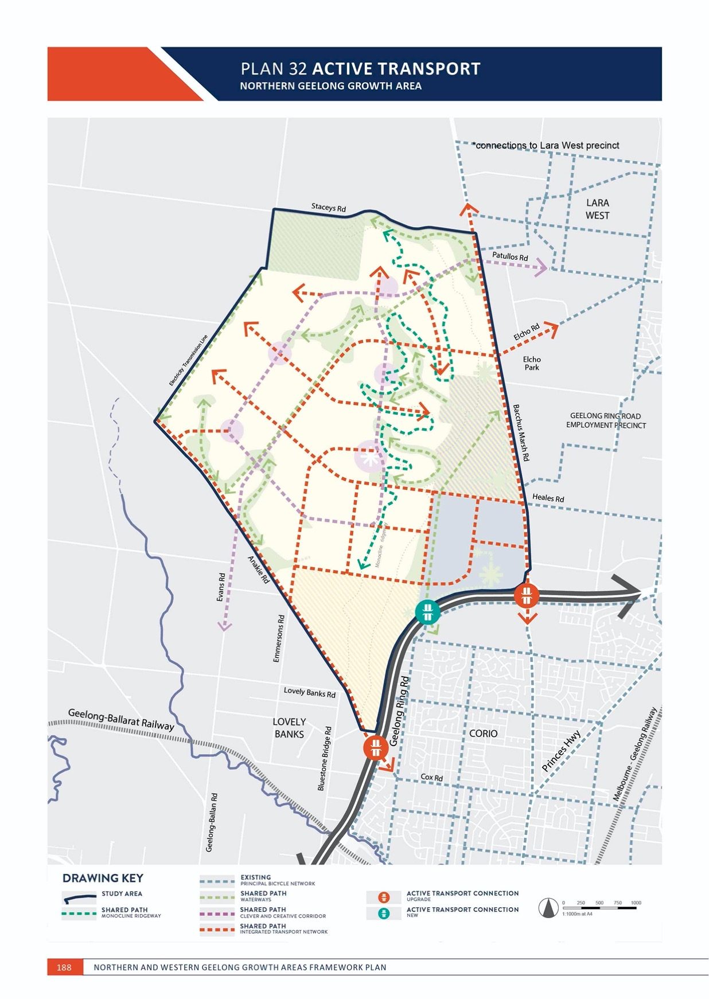 PLAN 32 ACTIVE TRANSPORT
NORTHERN GEELONG GROWTH AREA
*connections to Lara West precinct
LARA
WEST
Staceys Rd
Patullos Rd
Electricity Transmission Line
Elcho Rd
Elcho
Park
Bacchus Marsh Rd
GEELONG RING ROAD
EMPLOYMENT PRECINCT
Heales Rd
Monocline ridgeway
Anakie Rd
Evans Rd
Emmersons Rd
Lovely Banks Rd
LOVELY
BANKS
Geelong-Ballarat Railway
Bluestone Bridge Rd
Geelong Ring Rd
CORIO
Princes Hwy
Cox Rd
Melbourne - Geelong Railway
Geelong-Ballan Rd
DRAWING KEY
STUDY AREA
SHARED PATH
MONOCLINE RIDGEWAY
EXISTING
PRINCIPAL BICYCLE NETWORK
SHARED PATH
WATERWAYS
SHARED PATH
CLEVER AND CREATIVE CORRIDOR
SHARED PATH
INTEGRATED TRANSPORT NETWORK
ACTIVE TRANSPORT CONNECTION
UPGRADE
ACTIVE TRANSPORT CONNECTION
NEW
0 250 500 750 1000
1:1000m at A4
188 NORTHERN AND WESTERN GEELONG GROWTH AREAS FRAMEWORK PLAN